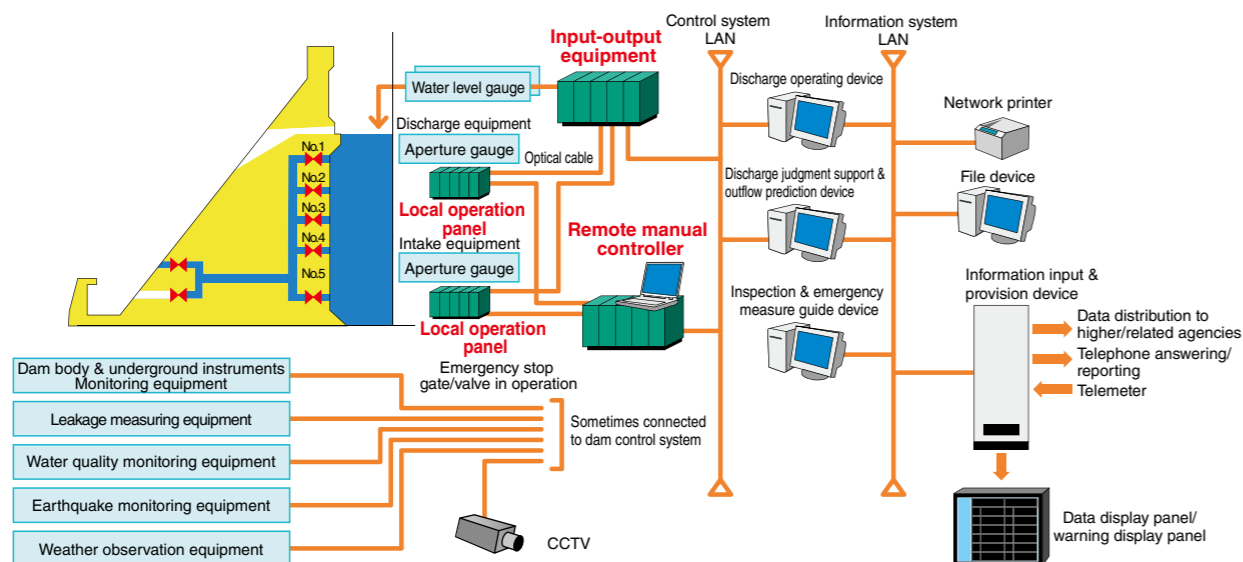 Control system
LAN
Information system
LAN
Input-output
equipment
Water level gauge
Discharge equipment
Aperture gauge
Optical cable
Local operation
panel
Intake equipment
Aperture gauge
Local operation
panel
Remote manual
controller
No.1
No.2
No.3
No.4
No.5
Discharge operating device
Discharge judgment support &
outflow prediction device
Inspection & emergency
measure guide device
Network printer
File device
Information input &
provision device
Data distribution to
higher/related agencies
Telephone answering/
reporting
Telemeter
Data display panel/
warning display panel
Emergency stop
gate/valve in operation
Dam body & underground instruments
Monitoring equipment
Leakage measuring equipment
Water quality monitoring equipment
Earthquake monitoring equipment
Weather observation equipment
Sometimes connected
to dam control system
CCTV